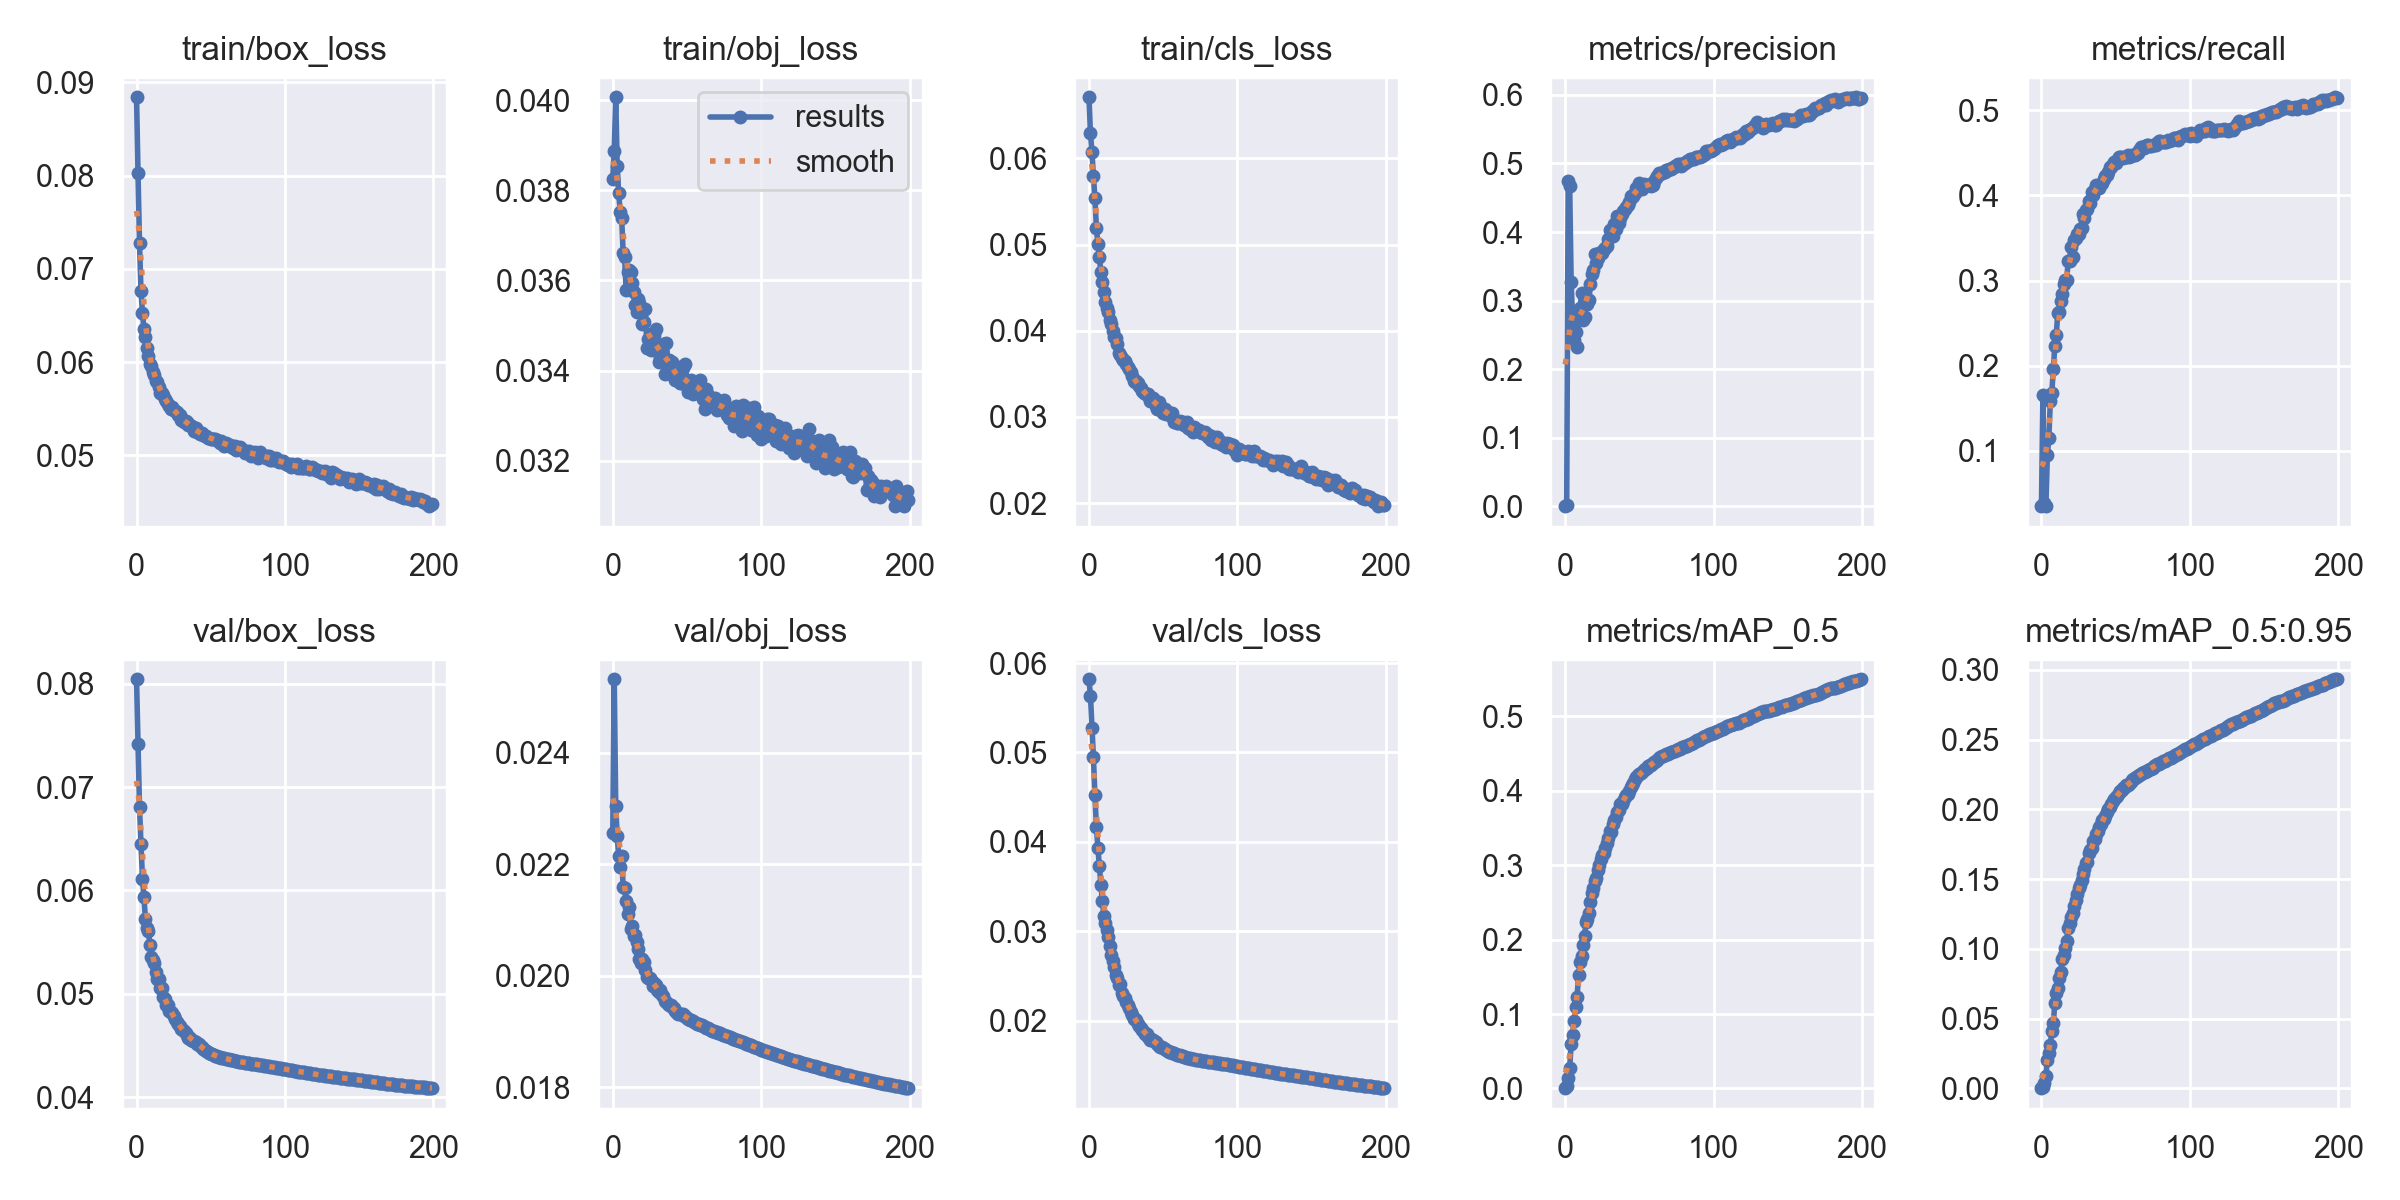 train/box_loss
0.09
0.08
0.07
0.06
0.05
0 100 200
train/obj_loss
results
smooth
0.040
0.038
0.036
0.034
0.032
0 100 200
train/cls_loss
0.06
0.05
0.04
0.03
0.02
0 100 200
metrics/precision
0.6
0.5
0.4
0.3
0.2
0.1
0.0
0 100 200
metrics/recall
0.5
0.4
0.3
0.2
0.1
0 100 200
val/box_loss
0.08
0.07
0.06
0.05
0.04
0 100 200
val/obj_loss
0.024
0.022
0.020
0.018
0 100 200
val/cls_loss
0.06
0.05
0.04
0.03
0.02
0 100 200
metrics/mAP_0.5
0.5
0.4
0.3
0.2
0.1
0.0
0 100 200
metrics/mAP_0.5:0.95
0.30
0.25
0.20
0.15
0.10
0.05
0.00
0 100 200